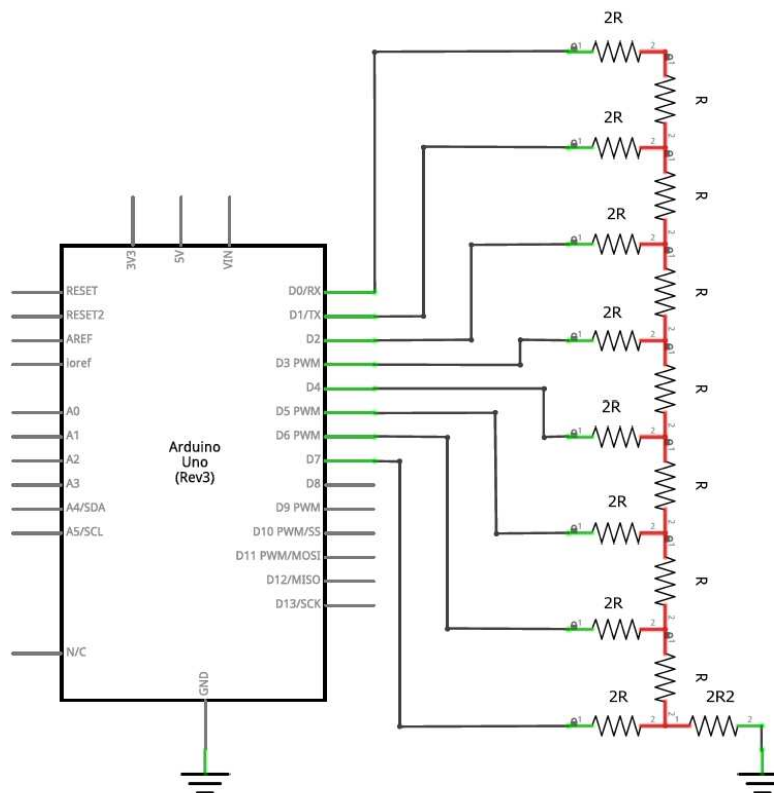 2R
R
2R
R
2R
R
2R
R
2R
R
2R
R
2R
R
2R
2R2
3V3
5V
VIN
RESET
RESET2
AREF
ioref
A0
A1
A2
A3
A4/SDA
A5/SCL
N/C
Arduino
Uno
(Rev3)
D0/RX
D1/TX
D2
D3 PWM
D4
D5 PWM
D6 PWM
D7
D8
D9 PWM
D10 PWM/SS
D11 PWM/MOSI
D12/MISO
D13/SCK
GND